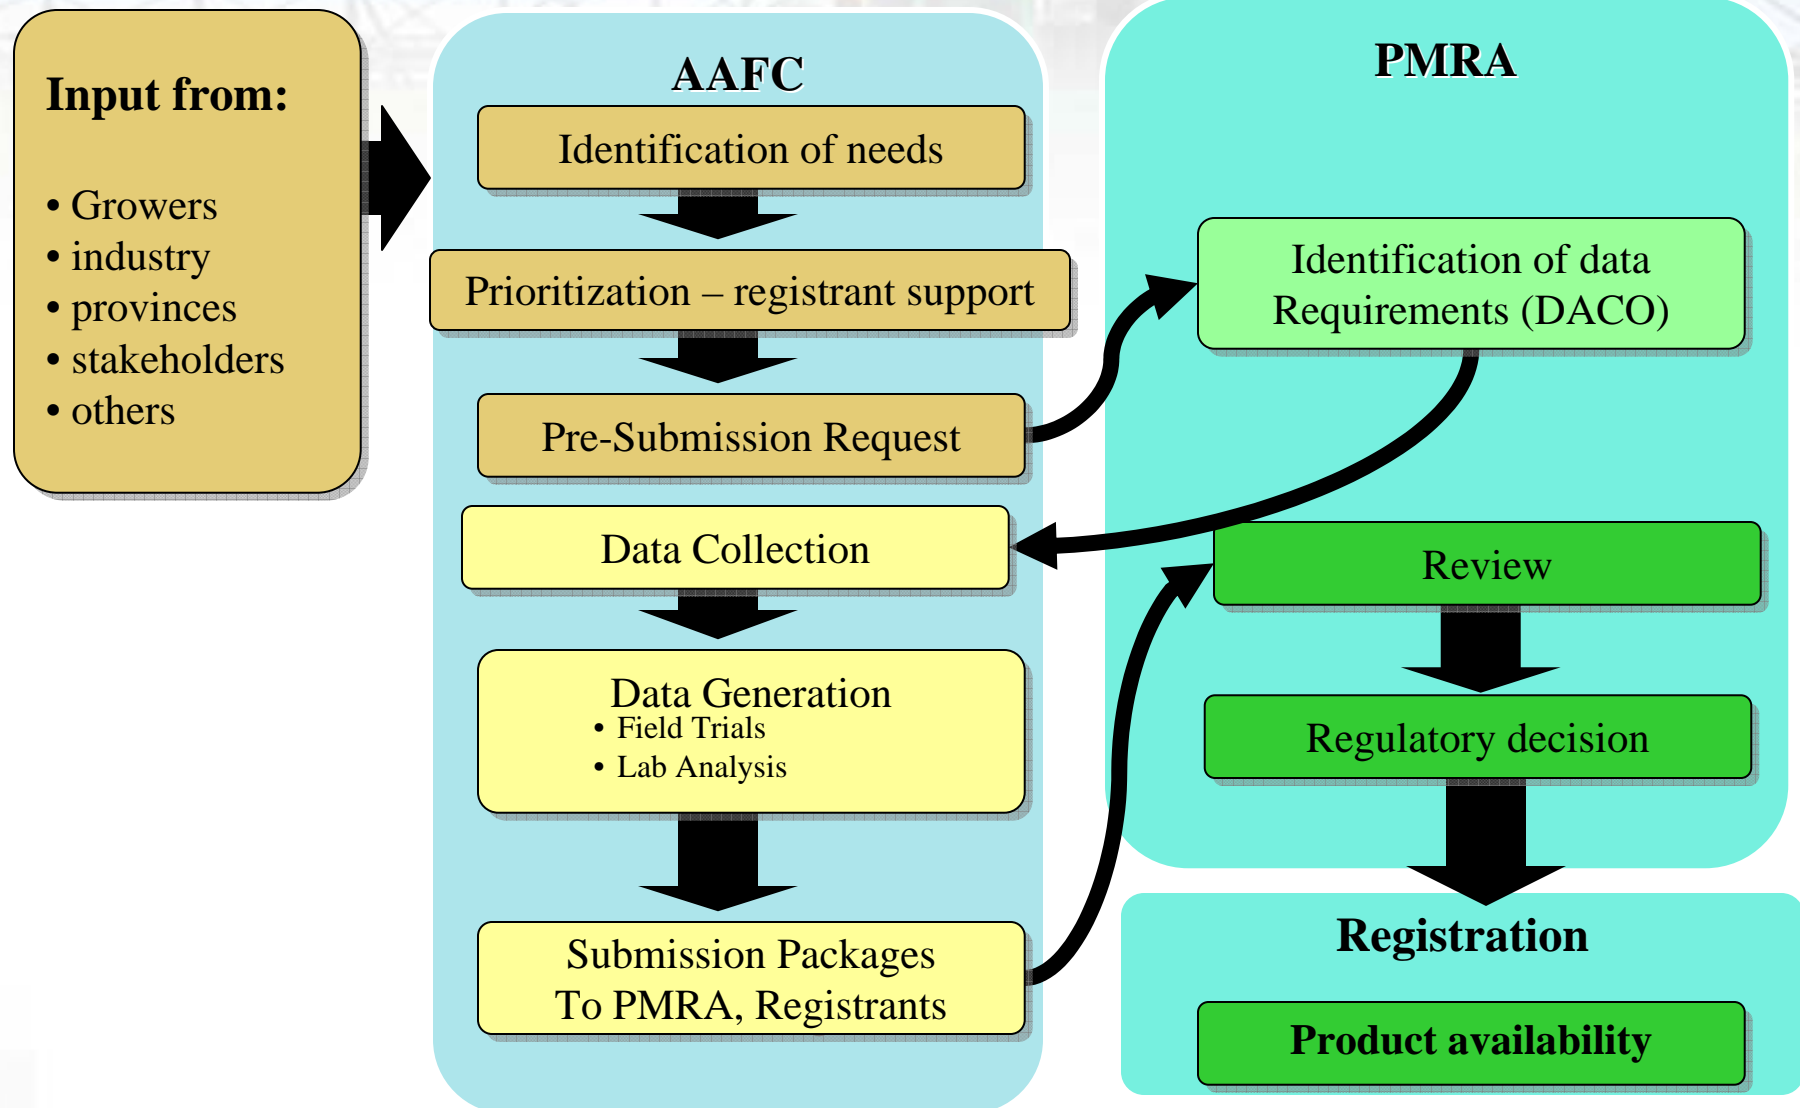 Input from:
• Growers
• industry
• provinces
• stakeholders
• others
AAFC
Identification of needs
Prioritization – registrant support
Pre-Submission Request
Data Collection
Data Generation
• Field Trials
• Lab Analysis
Submission Packages
To PMRA, Registrants
PMRA
Identification of data
Requirements (DACO)
Review
Regulatory decision
Registration
Product availability